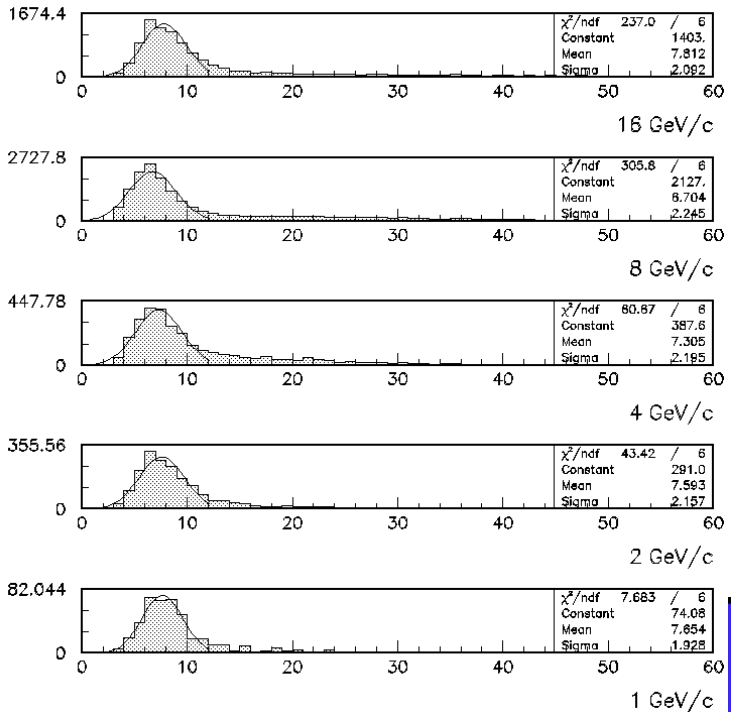 1674.4
χ²/ndf 237.0 / 6
Constant 1403.
Mean 7.812
Sigma 2.092
0
0 10 20 30 40 50 60
16 GeV/c
2727.8
χ²/ndf 305.8 / 6
Constant 2127.
Mean 6.704
Sigma 2.245
0
0 10 20 30 40 50 60
8 GeV/c
447.78
χ²/ndf 60.67 / 6
Constant 387.6
Mean 7.305
Sigma 2.195
0
0 10 20 30 40 50 60
4 GeV/c
355.56
χ²/ndf 43.42 / 6
Constant 291.0
Mean 7.593
Sigma 2.157
0
0 10 20 30 40 50 60
2 GeV/c
82.044
χ²/ndf 7.683 / 6
Constant 74.08
Mean 7.654
Sigma 1.928
0
0 10 20 30 40 50 60
1 GeV/c